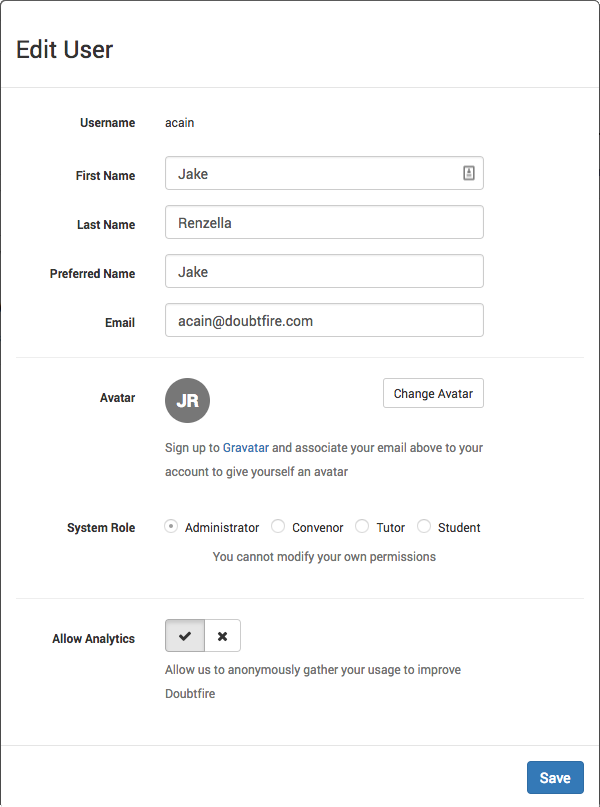 Edit User
Username acain
First Name Jake
Last Name Renzella
Preferred Name Jake
Email acain@doubtfire.com
Avatar JR Change Avatar
Sign up to Gravatar and associate your email above to your
account to give yourself an avatar
System Role Administrator Convenor Tutor Student
You cannot modify your own permissions
Allow Analytics
Allow us to anonymously gather your usage to improve
Doubtfire
Save